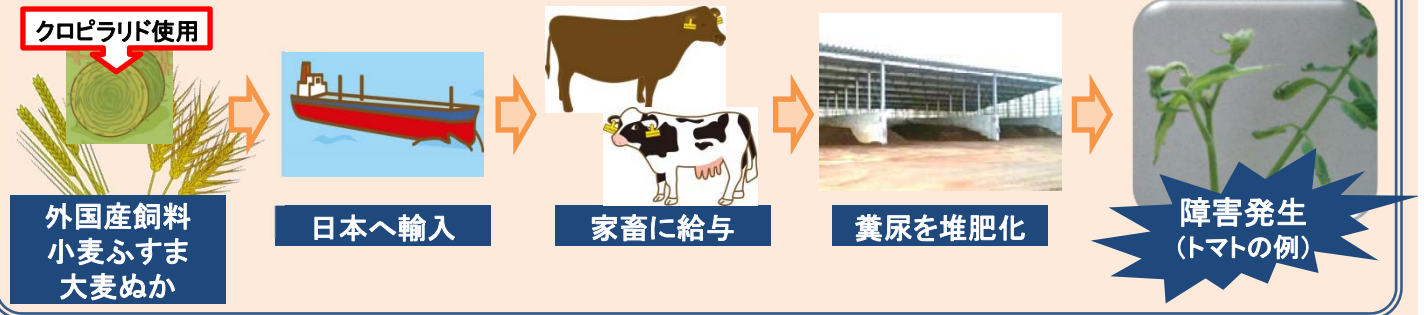 クロピラリド使用
外国産飼料
小麦ふすま
大麦ぬか
日本へ輸入
家畜に給与
糞尿を堆肥化
障害発生
（トマトの例）